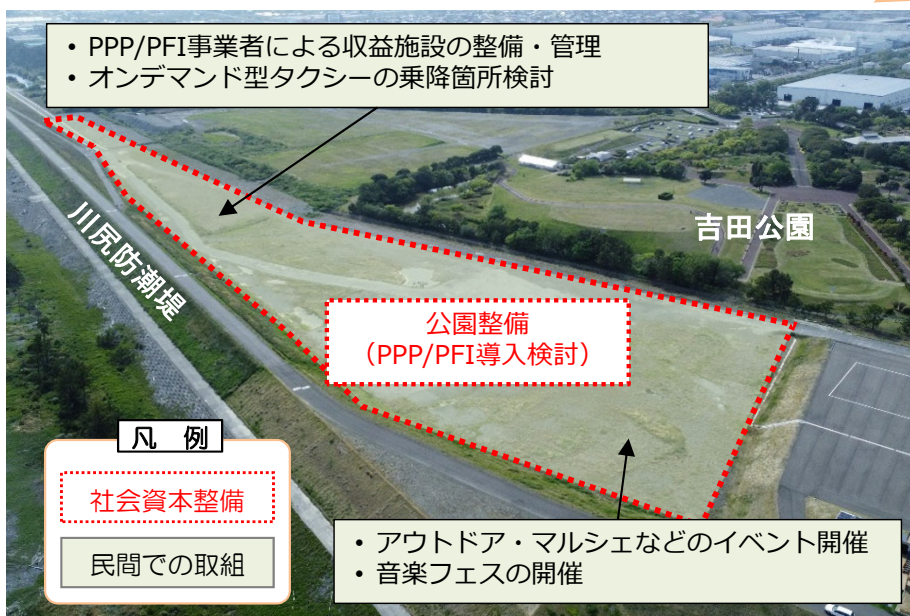 • PPP/PFI事業者による収益施設の整備・管理
• オンデマンド型タクシーの乗降箇所検討
吉田公園
川尻防潮堤
公園整備
(PPP/PFI導入検討)
凡 例
社会資本整備
民間での取組
• アウトドア・マルシェなどのイベント開催
• 音楽フェスの開催